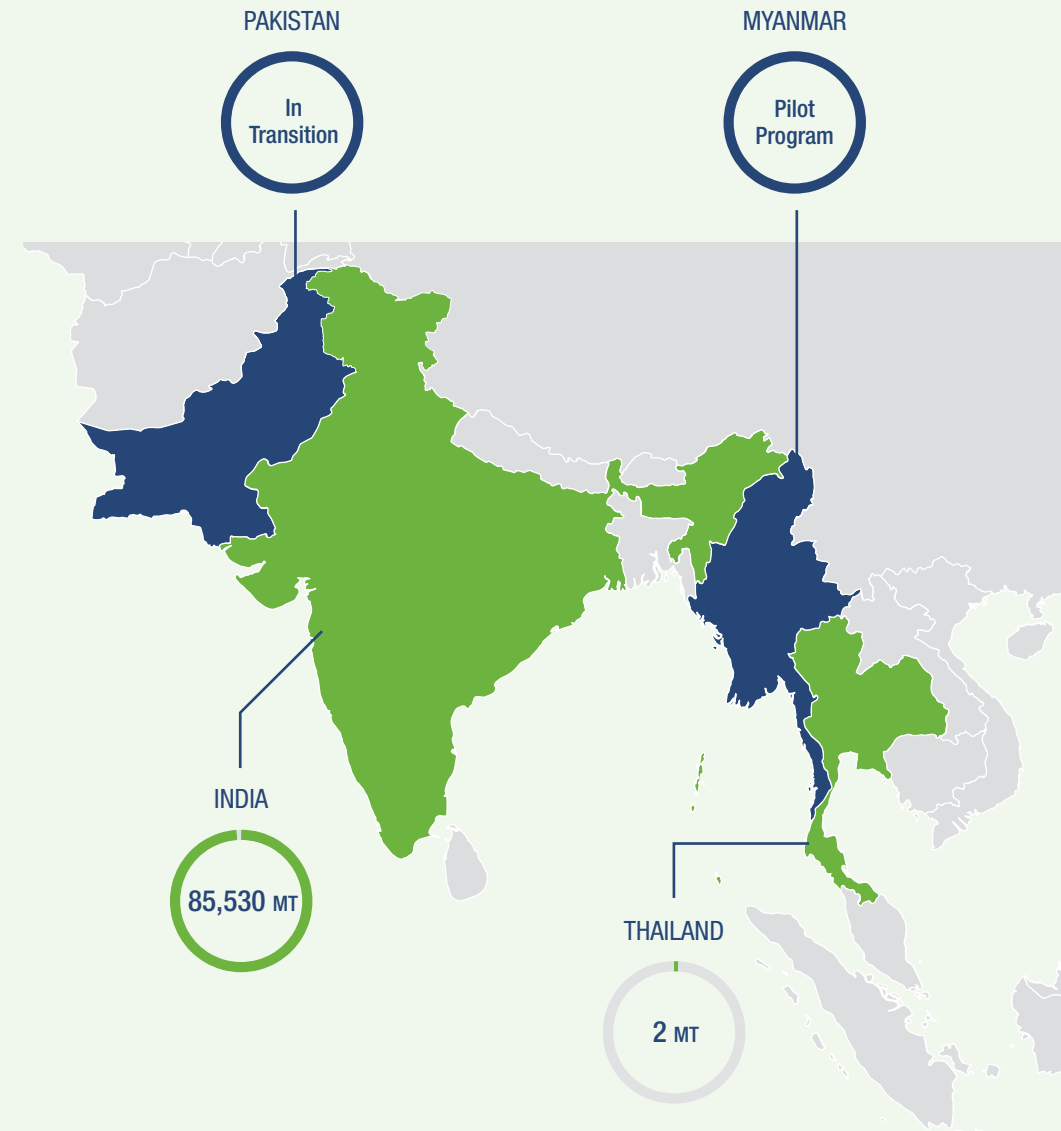 PAKISTAN
In
Transition
MYANMAR
Pilot
Program
INDIA
85,530 MT
THAILAND
2 MT